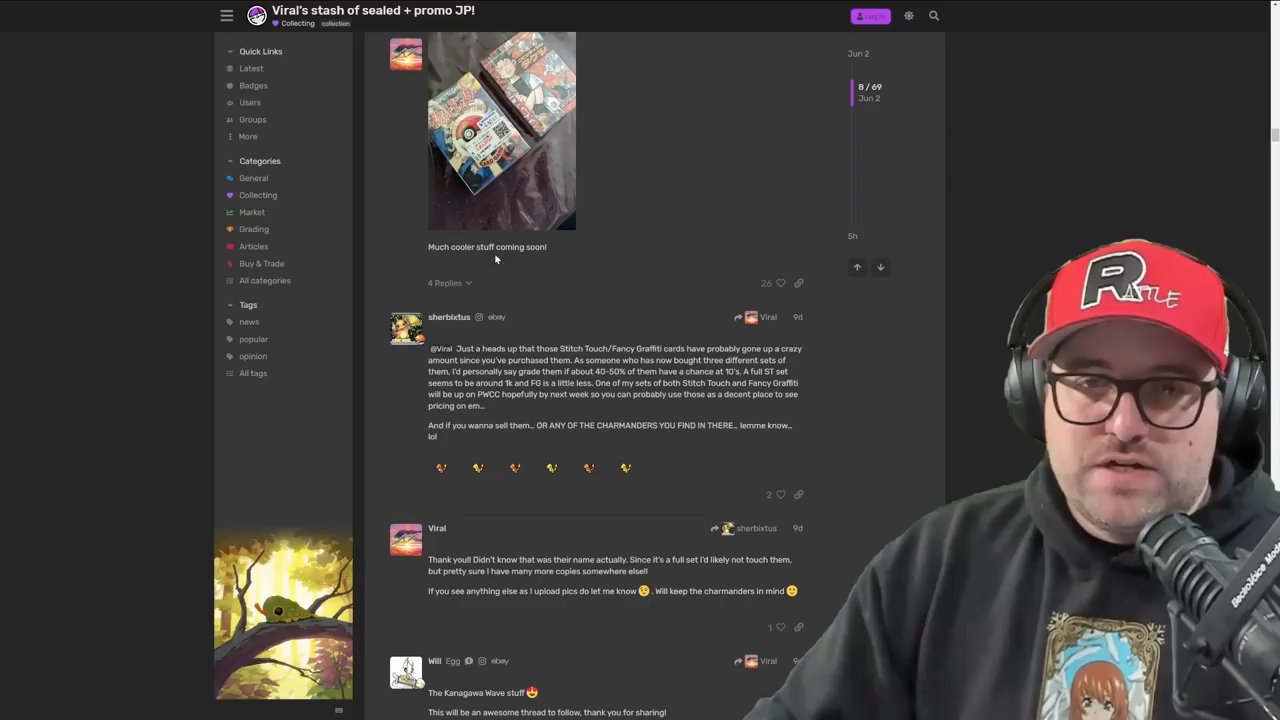 Viral's stash of sealed + promo JP!
Collecting collection
Log In
Quick Links
Latest
Badges
Users
Groups
More
Categories
General
Collecting
Market
Grading
Articles
Buy & Trade
All categories
Tags
news
popular
opinion
All tags
Much cooler stuff coming soon!
4 Replies
26
sherbixtus ebay
Viral 9d
@Viral Just a heads up that those Stitch Touch/Fancy Graffiti cards have probably gone up a crazy
amount since you've purchased them. As someone who has now bought three different sets of
them, I'd personally say grade them if about 40-50% of them have a chance at 10's. A full ST set
seems to be around 1k and FG is a little less. One of my sets of both Stitch Touch and Fancy Graffiti
will be up on PWCC hopefully by next week so you can probably use those as a decent place to see
pricing on em...
And if you wanna sell them... OR ANY OF THE CHARMANDERS YOU FIND IN THERE... lemme know...
lol
2
Viral
sherbixtus 9d
Thank you!! Didn't know that was their name actually. Since it's a full set I'd likely not touch them,
but pretty sure I have many more copies somewhere else!!
If you see anything else as I upload pics do let me know . Will keep the charmanders in mind
1
Will Egg ebay
Viral
The Kanagawa Wave stuff
This will be an awesome thread to follow, thank you for sharing!
Jun 2
8 / 69
Jun 2
5h
RATTLE